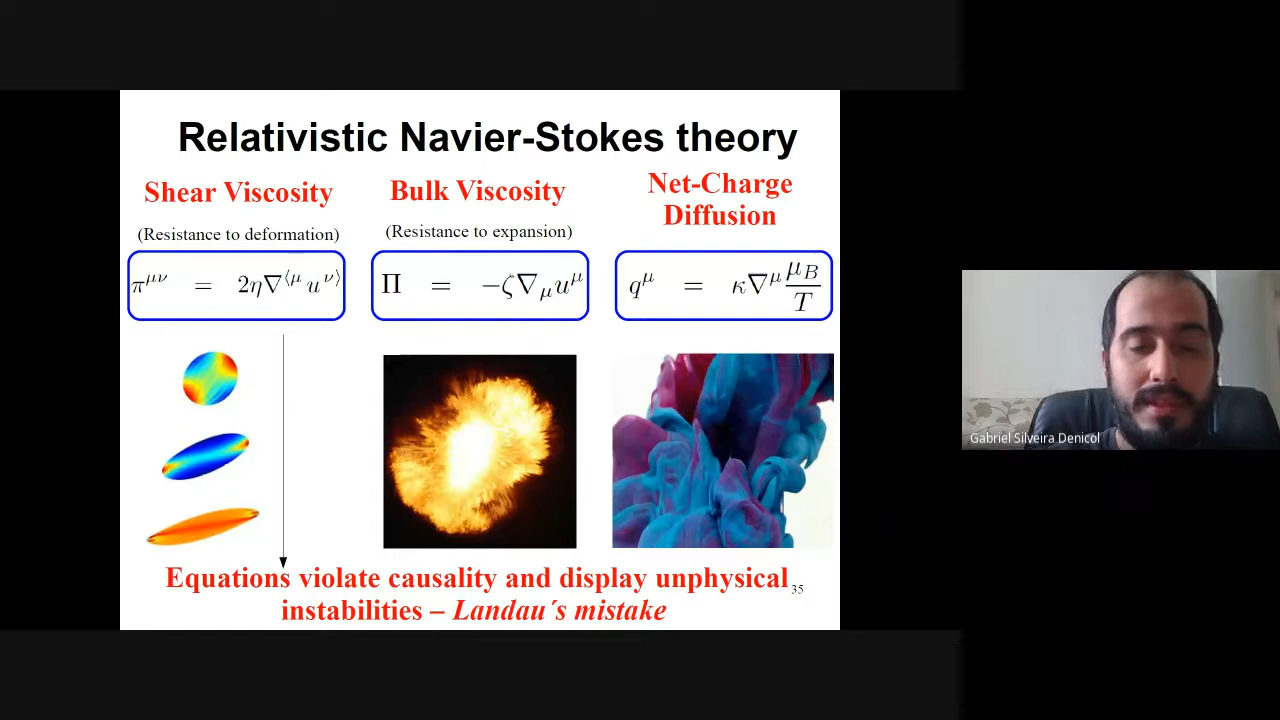 Relativistic Navier-Stokes theory
Shear Viscosity
(Resistance to deformation)
π^{μν} = 2η∇^{⟨μ} u^{ν⟩}
Bulk Viscosity
(Resistance to expansion)
Π = −ζ∇_μ u^μ
Net-Charge
Diffusion
q^μ = κ∇^μ μ_B/T
Equations violate causality and display unphysical
instabilities – Landau´s mistake
35
Gabriel Silveira Denicol